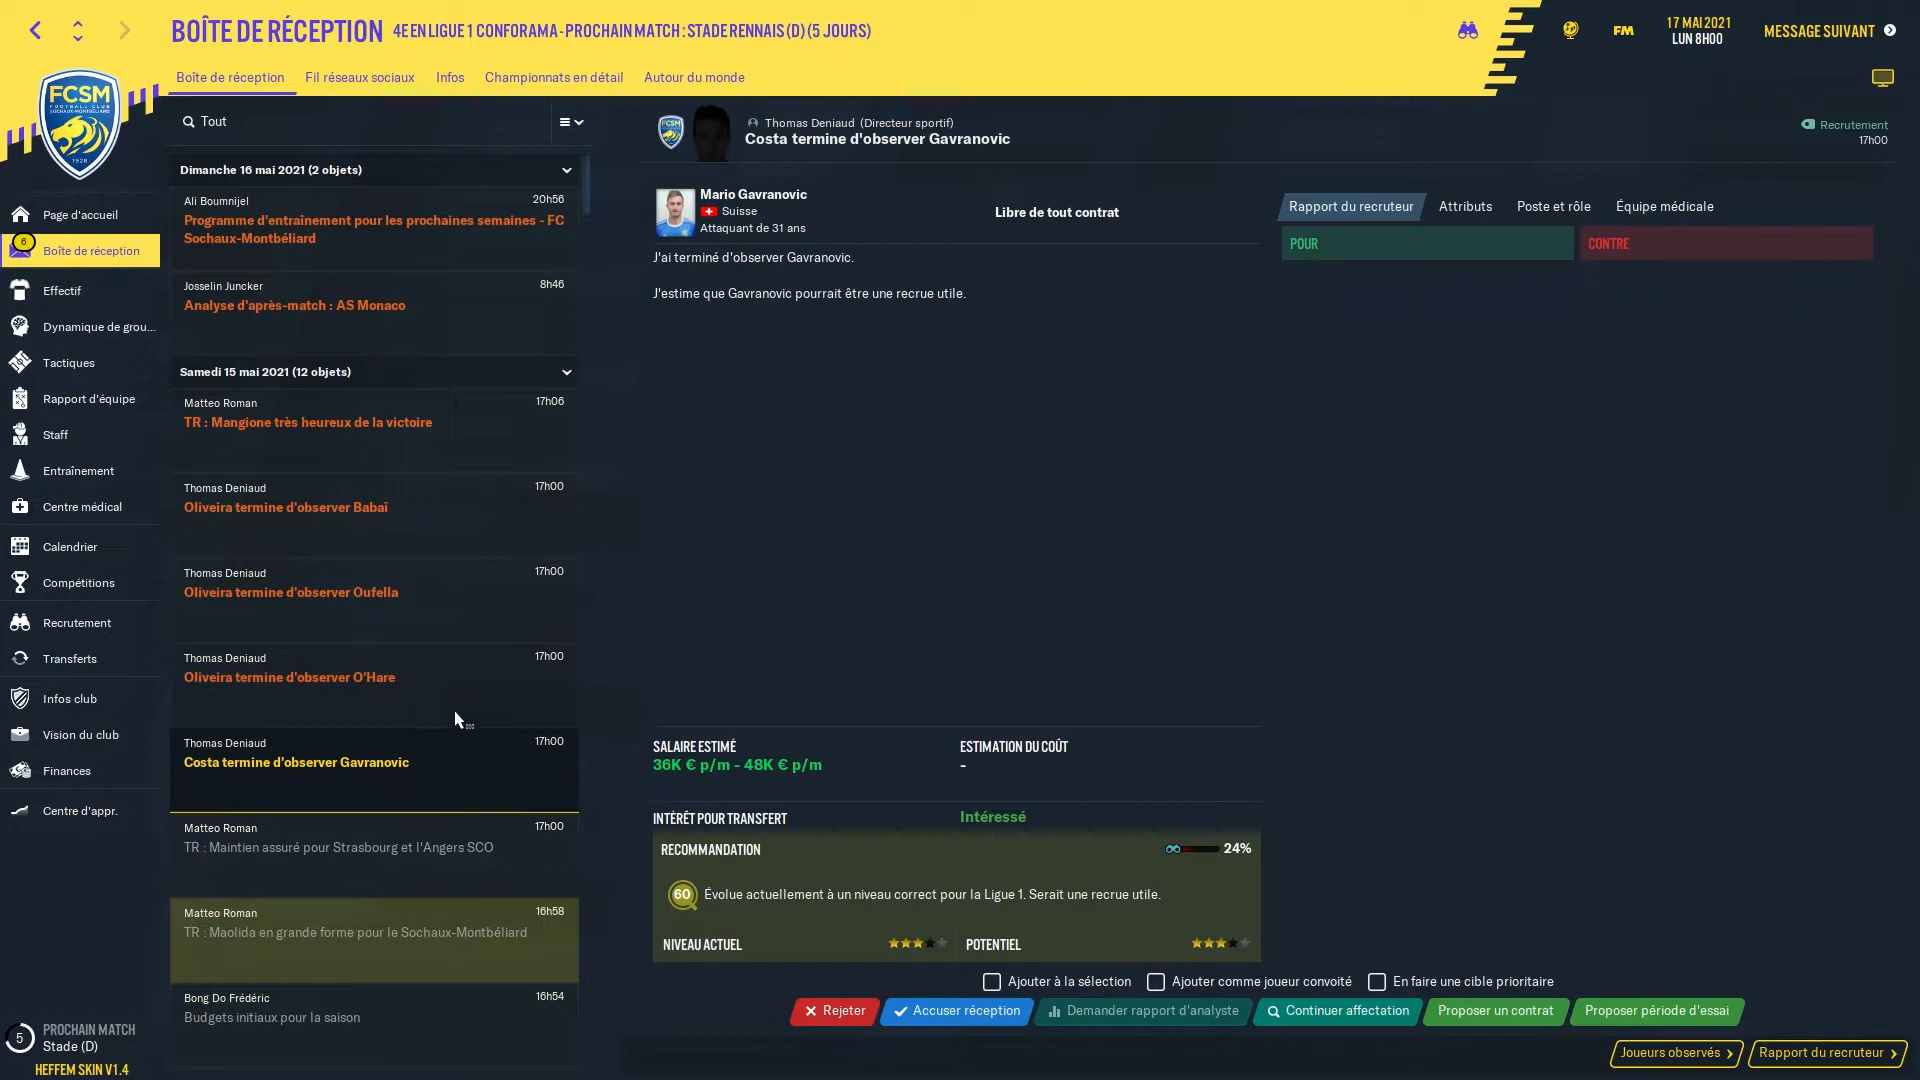 BOÎTE DE RÉCEPTION
4E EN LIGUE 1 CONFORAMA - PROCHAIN MATCH : STADE RENNAIS (D) (5 JOURS)
FM
17 MAI 2021
LUN 8H00
MESSAGE SUIVANT
Boîte de réception
Fil réseaux sociaux
Infos
Championnats en détail
Autour du monde
FCSM
FOOTBALL CLUB
SOCHAUX-MONTBÉLIARD
1928
Page d'accueil
6
Boîte de réception
Effectif
Dynamique de grou...
Tactiques
Rapport d'équipe
Staff
Entraînement
Centre médical
Calendrier
Compétitions
Recrutement
Transferts
Infos club
Vision du club
Finances
Centre d'appr.
5
PROCHAIN MATCH
Stade (D)
HEFFEM SKIN V1.4
Tout
Dimanche 16 mai 2021 (2 objets)
Ali Boumnijel
20h56
Programme d'entraînement pour les prochaines semaines - FC
Sochaux-Montbéliard
Josselin Juncker
8h46
Analyse d'après-match : AS Monaco
Samedi 15 mai 2021 (12 objets)
Matteo Roman
17h06
TR : Mangione très heureux de la victoire
Thomas Deniaud
17h00
Oliveira termine d'observer Babaï
Thomas Deniaud
17h00
Oliveira termine d'observer Oufella
Thomas Deniaud
17h00
Oliveira termine d'observer O'Hare
Thomas Deniaud
17h00
Costa termine d'observer Gavranovic
Matteo Roman
17h00
TR : Maintien assuré pour Strasbourg et l'Angers SCO
Matteo Roman
16h58
TR : Maolida en grande forme pour le Sochaux-Montbéliard
Bong Do Frédéric
16h54
Budgets initiaux pour la saison
FCSM
Thomas Deniaud (Directeur sportif)
Costa termine d'observer Gavranovic
Recrutement
17h00
Mario Gavranovic
Suisse
Attaquant de 31 ans
Libre de tout contrat
J'ai terminé d'observer Gavranovic.
J'estime que Gavranovic pourrait être une recrue utile.
Rapport du recruteur
Attributs
Poste et rôle
Équipe médicale
POUR
CONTRE
SALAIRE ESTIMÉ
36K € p/m - 48K € p/m
ESTIMATION DU COÛT
-
INTÉRÊT POUR TRANSFERT
Intéressé
RECOMMANDATION
24%
60
Évolue actuellement à un niveau correct pour la Ligue 1. Serait une recrue utile.
NIVEAU ACTUEL
POTENTIEL
Ajouter à la sélection
Ajouter comme joueur convoité
En faire une cible prioritaire
Rejeter
Accuser réception
Demander rapport d'analyste
Continuer affectation
Proposer un contrat
Proposer période d'essai
Joueurs observés
Rapport du recruteur